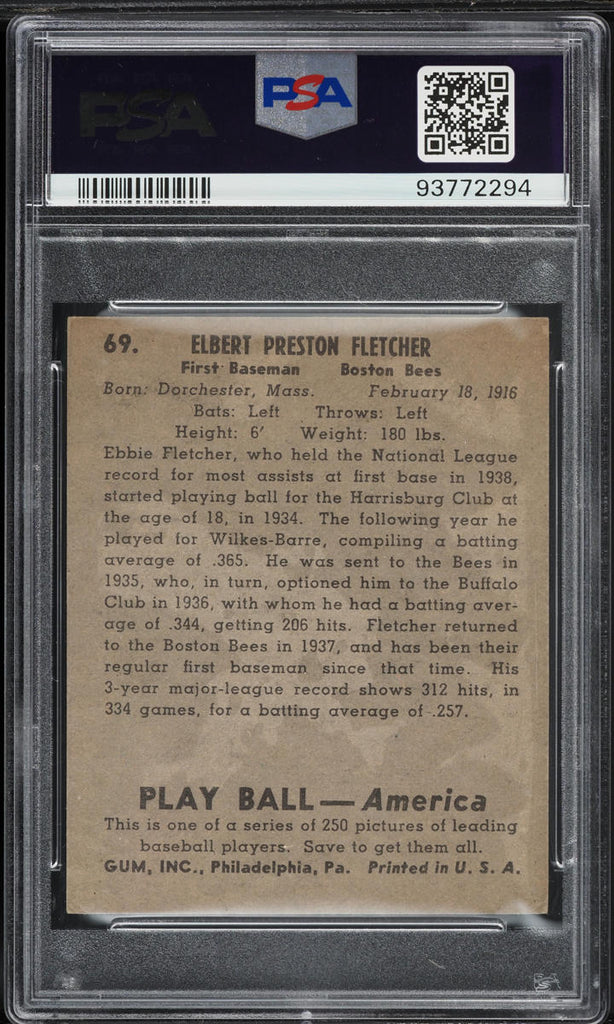 PSA
PSA
93772294
69. ELBERT PRESTON FLETCHER
First Baseman Boston Bees
Born: Dorchester, Mass. February 18, 1916
Bats: Left Throws: Left
Height: 6' Weight: 180 lbs.
Ebbie Fletcher, who held the National League
record for most assists at first base in 1938,
started playing ball for the Harrisburg Club at
the age of 18, in 1934. The following year he
played for Wilkes-Barre, compiling a batting
average of .365. He was sent to the Bees in
1935, who, in turn, optioned him to the Buffalo
Club in 1936, with whom he had a batting aver-
age of .344, getting 206 hits. Fletcher returned
to the Boston Bees in 1937, and has been their
regular first baseman since that time. His
3-year major-league record shows 312 hits, in
334 games, for a batting average of .257.
PLAY BALL — America
This is one of a series of 250 pictures of leading
baseball players. Save to get them all.
GUM, INC., Philadelphia, Pa. Printed in U. S. A.